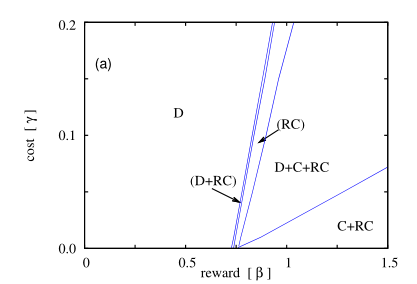 0.2
(a)
D
(RC)
0.1
cost [ γ ]
D+C+RC
(D+RC)
C+RC
0.0
0
0.5
1
1.5
reward [ β ]